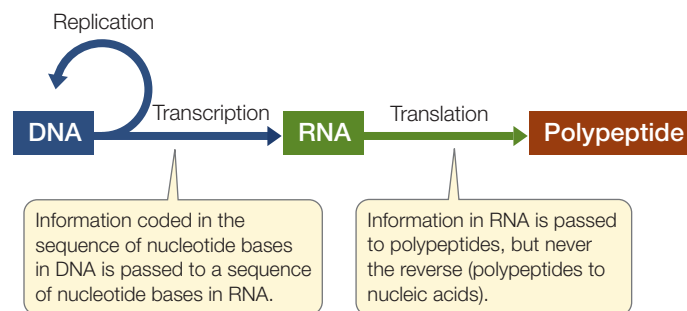 Replication
Transcription
Translation
DNA
RNA
Polypeptide
Information coded in the
sequence of nucleotide bases
in DNA is passed to a sequence
of nucleotide bases in RNA.
Information in RNA is passed
to polypeptides, but never
the reverse (polypeptides to
nucleic acids).